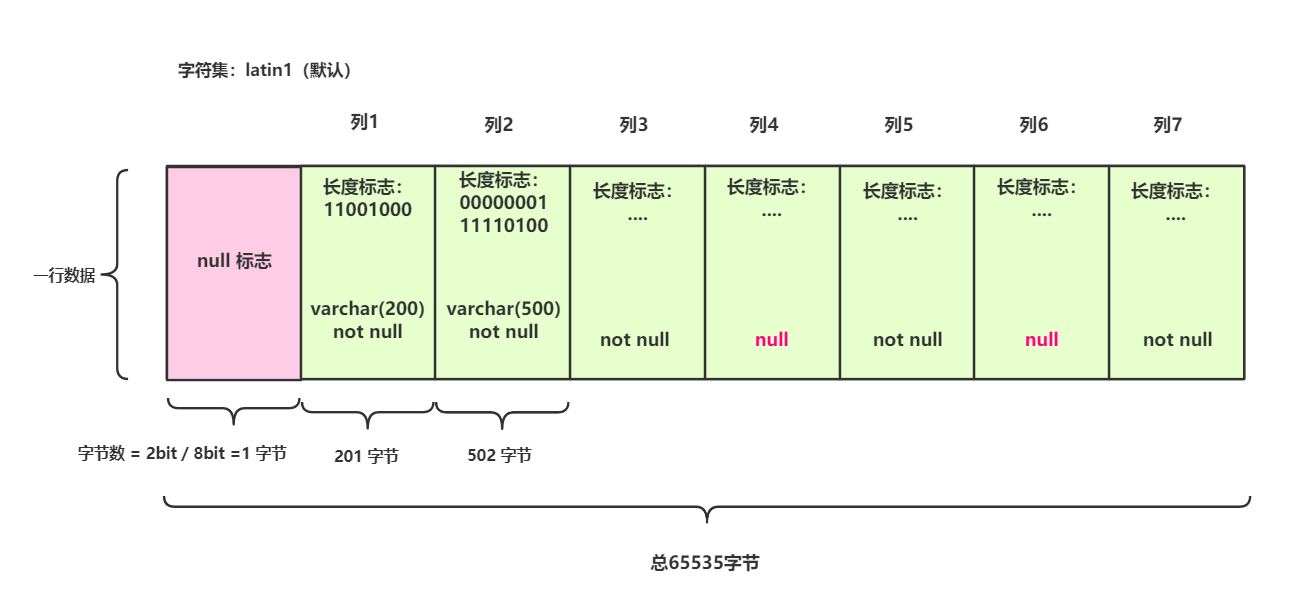 字符集：latin1（默认）
列1
列2
列3
列4
列5
列6
列7
一行数据
null 标志
长度标志：
11001000
varchar(200)
not null
长度标志：
00000001
11110100
varchar(500)
not null
长度标志：
....
not null
长度标志：
....
null
长度标志：
....
not null
长度标志：
....
null
长度标志：
....
not null
字节数 = 2bit / 8bit =1 字节
201 字节
502 字节
总65535字节